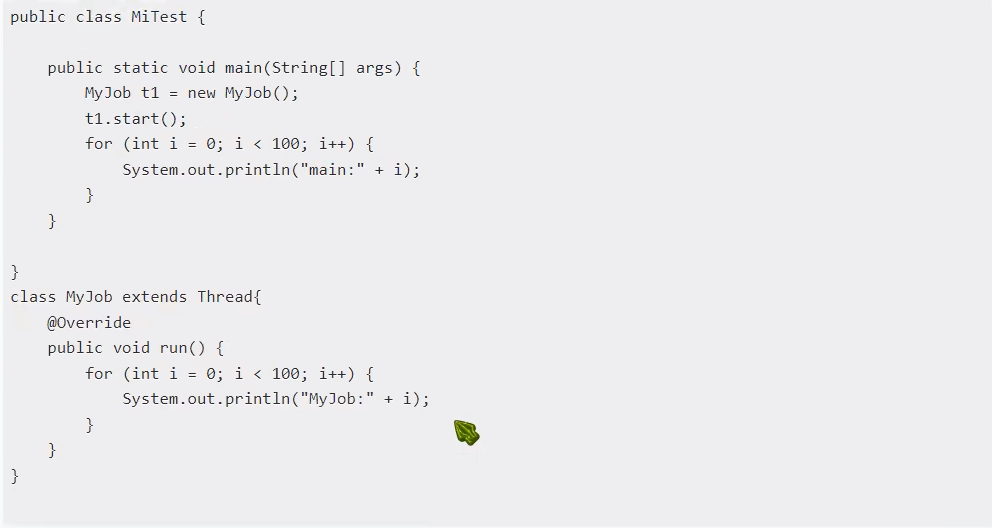 public class MiTest {
    public static void main(String[] args) {
        MyJob t1 = new MyJob();
        t1.start();
        for (int i = 0; i < 100; i++) {
            System.out.println("main:" + i);
        }
    }
}
class MyJob extends Thread{
    @Override
    public void run() {
        for (int i = 0; i < 100; i++) {
            System.out.println("MyJob:" + i);
        }
    }
}